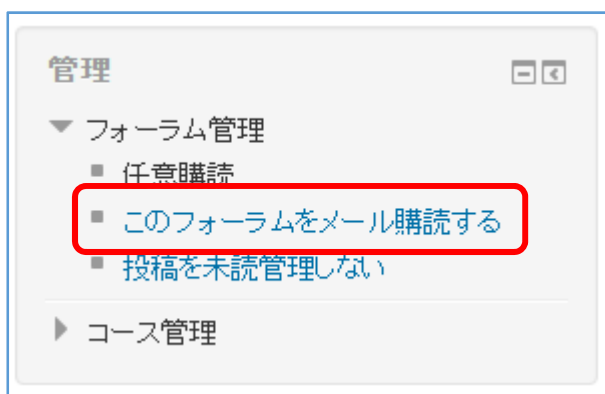 管理
フォーラム管理
任意購読
このフォーラムをメール購読する
投稿を未読管理しない
コース管理